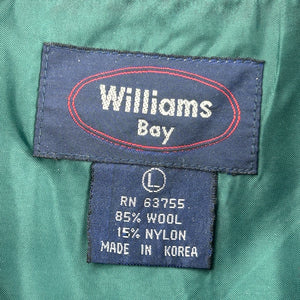 Williams
Bay
L
RN 63755
85% WOOL
15% NYLON
MADE IN KOREA